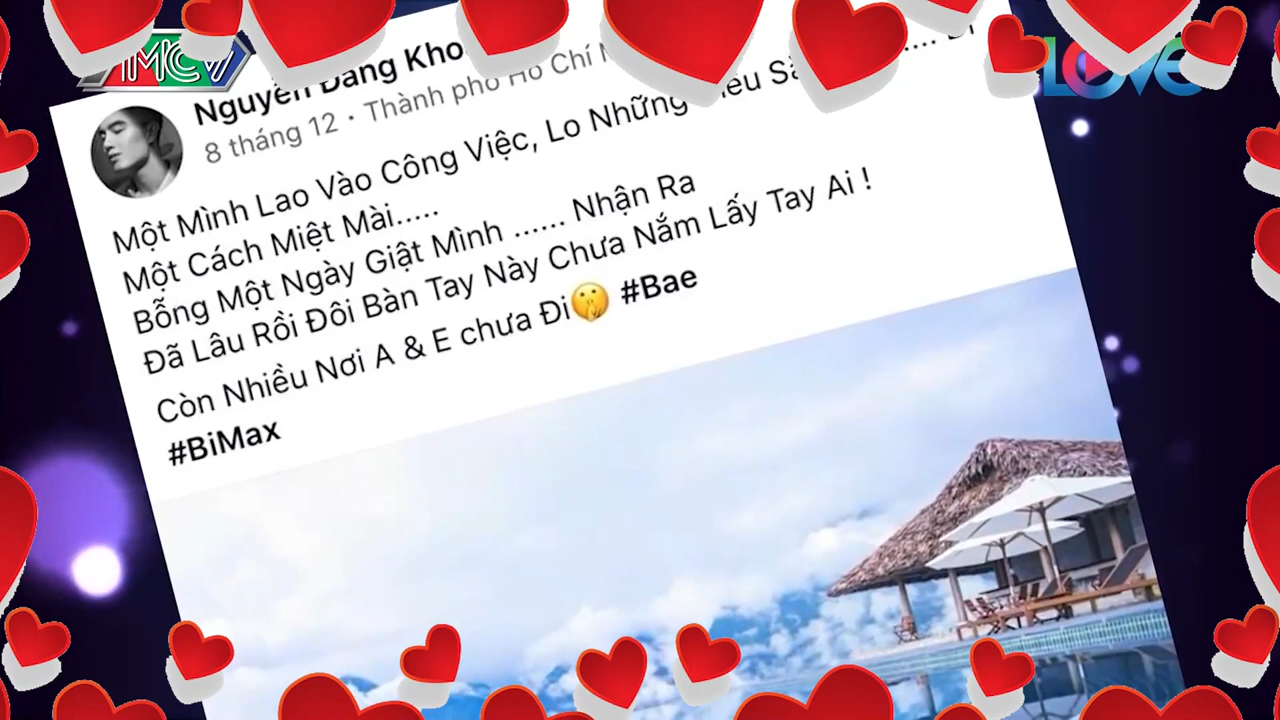 MCV
LOVE
Nguyễn Đăng Kho
8 tháng 12 · Thành phố Hồ Chí
Một Mình Lao Vào Công Việc, Lo Những
Một Cách Miệt Mài.....
Bỗng Một Ngày Giật Mình ...... Nhận Ra
Đã Lâu Rồi Đôi Bàn Tay Này Chưa Nắm Lấy Tay Ai !
Còn Nhiều Nơi A & E chưa Đi🤫 #Bae
#BiMax